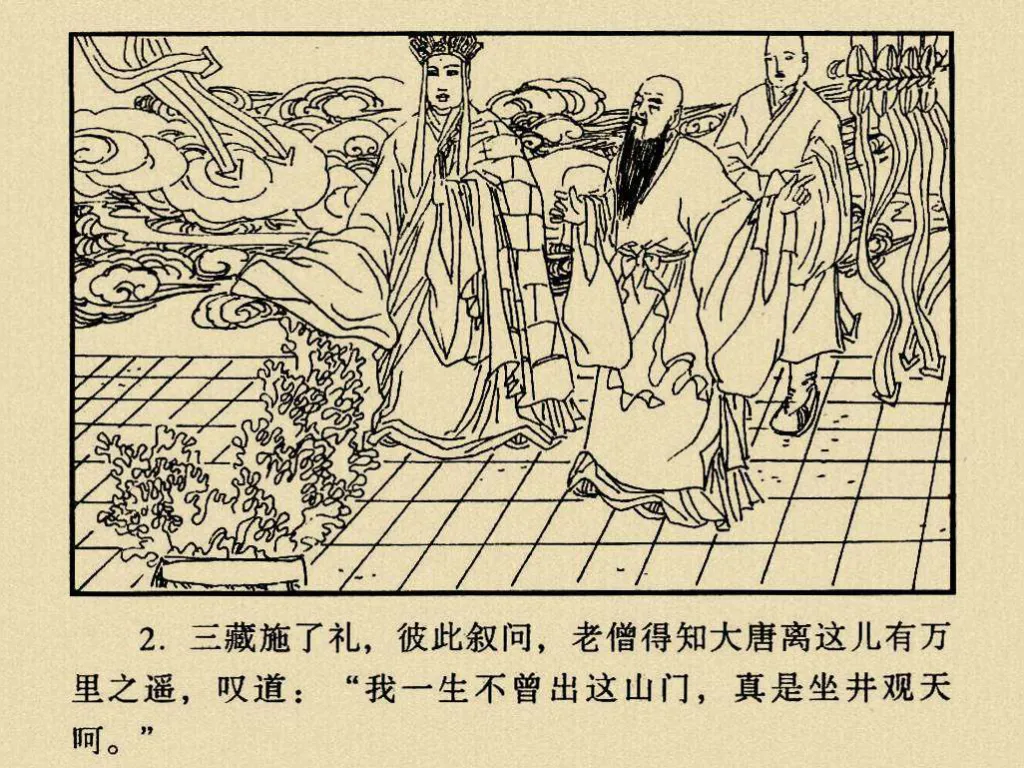 2. 三藏施了礼，彼此叙问，老僧得知大唐离这儿有万
里之遥，叹道：“我一生不曾出这山门，真是坐井观天
呵。”